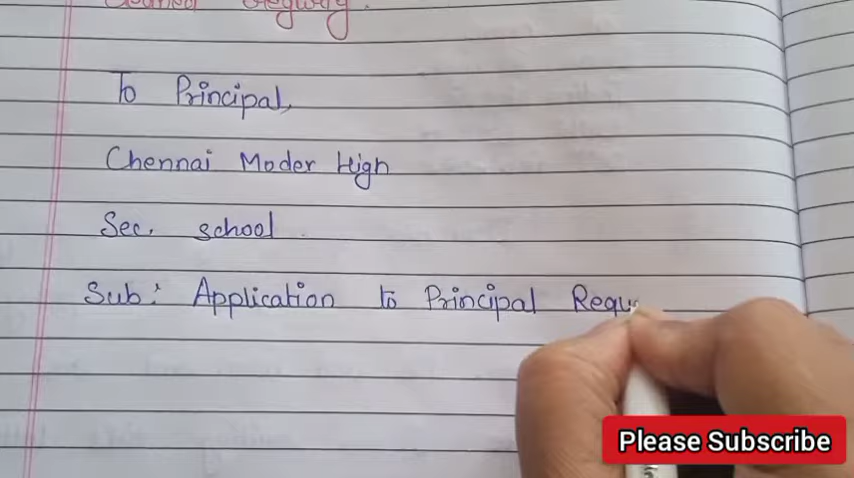 To Principal,
Chennai Moder High
Sec. school
Sub: Application to Principal Requ
Please Subscribe